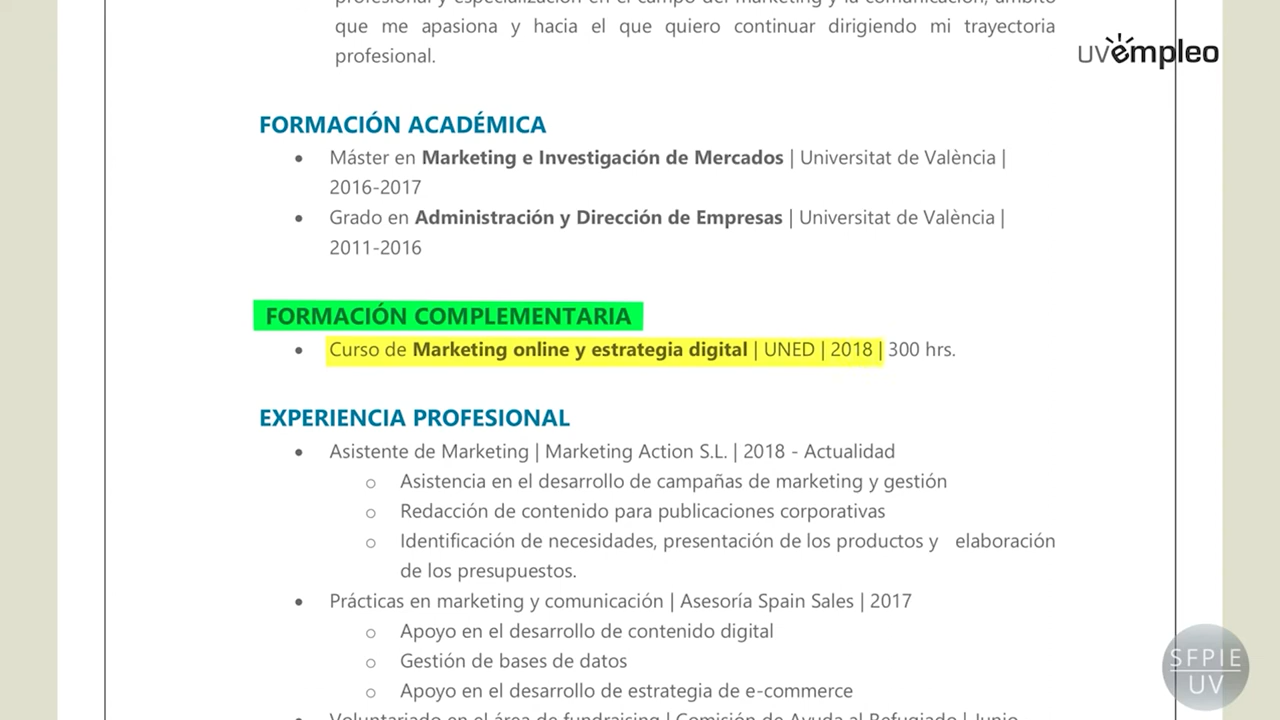 profesional y especialización en el campo del marketing y la comunicación, ámbito
que me apasiona y hacia el que quiero continuar dirigiendo mi trayectoria
profesional.
uvempleo
FORMACIÓN ACADÉMICA
• Máster en Marketing e Investigación de Mercados | Universitat de València |
2016-2017
• Grado en Administración y Dirección de Empresas | Universitat de València |
2011-2016
FORMACIÓN COMPLEMENTARIA
• Curso de Marketing online y estrategia digital | UNED | 2018 | 300 hrs.
EXPERIENCIA PROFESIONAL
• Asistente de Marketing | Marketing Action S.L. | 2018 - Actualidad
o Asistencia en el desarrollo de campañas de marketing y gestión
o Redacción de contenido para publicaciones corporativas
o Identificación de necesidades, presentación de los productos y elaboración
de los presupuestos.
• Prácticas en marketing y comunicación | Asesoría Spain Sales | 2017
o Apoyo en el desarrollo de contenido digital
o Gestión de bases de datos
o Apoyo en el desarrollo de estrategia de e-commerce
• Voluntariado en el área de fundraising | Comisión de Ayuda al Refugiado | Junio
SFPIE
UV